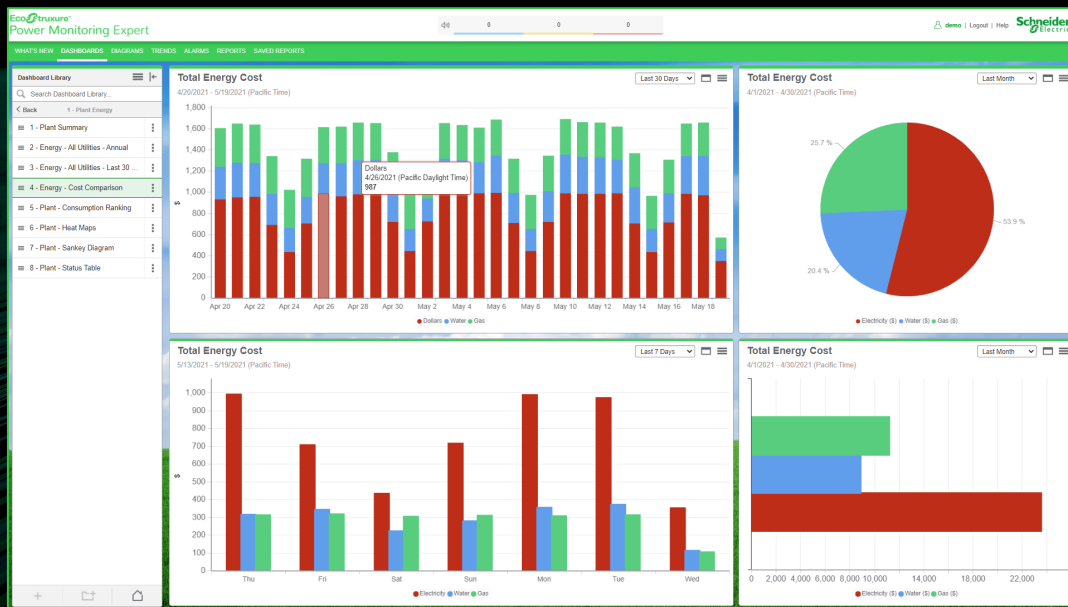 EcoStruxure™
Power Monitoring Expert
0 0 0
demo | Logout | Help
Schneider
Electric
WHAT'S NEW DASHBOARDS DIAGRAMS TRENDS ALARMS REPORTS SAVED REPORTS
Dashboard Library
Search Dashboard Library...
Back 1 - Plant Energy
1 - Plant Summary
2 - Energy - All Utilities - Annual
3 - Energy - All Utilities - Last 30 ...
4 - Energy - Cost Comparison
5 - Plant - Consumption Ranking
6 - Plant - Heat Maps
7 - Plant - Sankey Diagram
8 - Plant - Status Table
Total Energy Cost
Last 30 Days
4/20/2021 - 5/19/2021 (Pacific Time)
1,800
1,600
1,400
1,200
1,000
800
600
400
200
0
$
Dollars
4/26/2021 (Pacific Daylight Time)
987
Apr 20 Apr 22 Apr 24 Apr 26 Apr 28 Apr 30 May 2 May 4 May 6 May 8 May 10 May 12 May 14 May 16 May 18
Dollars Water Gas
Total Energy Cost
Last Month
4/1/2021 - 4/30/2021 (Pacific Time)
25.7 %
53.9 %
20.4 %
Electricity ($) Water ($) Gas ($)
Total Energy Cost
Last 7 Days
5/13/2021 - 5/19/2021 (Pacific Time)
1,000
900
800
700
600
500
400
300
200
100
0
$
Thu Fri Sat Sun Mon Tue Wed
Electricity Water Gas
Total Energy Cost
Last Month
4/1/2021 - 4/30/2021 (Pacific Time)
0 2,000 4,000 6,000 8,000 10,000 14,000 18,000 22,000
Electricity ($) Water ($) Gas ($)